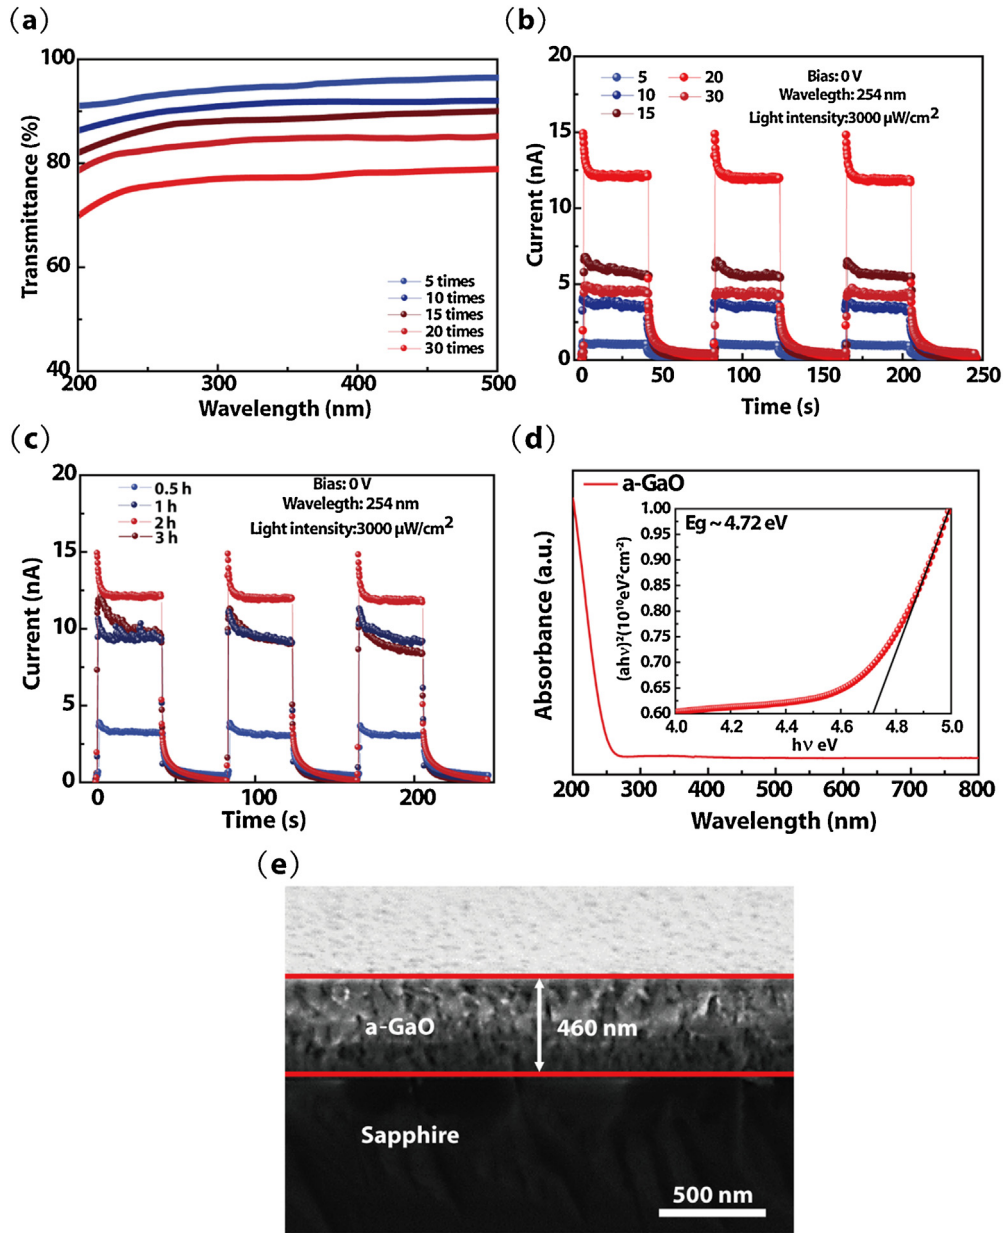 (a)
100
80
60
40
Transmittance (%)
5 times
10 times
15 times
20 times
30 times
200
300
400
500
Wavelength (nm)
(b)
20
15
10
5
0
Current (nA)
5
10
15
20
30
Bias: 0 V
Wavelegth: 254 nm
Light intensity:3000 μW/cm2
0
50
100
150
200
250
Time (s)
(c)
20
15
10
5
0
Current (nA)
0.5 h
1 h
2 h
3 h
Bias: 0 V
Wavelegth: 254 nm
Light intensity:3000 μW/cm2
0
100
200
Time (s)
(d)
Absorbance (a.u.)
a-GaO
Eg ~ 4.72 eV
(ahν)2(1010eV2cm-2)
1.00
0.90
0.80
0.70
0.65
0.60
4.0
4.2
4.4
4.6
4.8
5.0
hν eV
200
300
400
500
600
700
800
Wavelength (nm)
(e)
a-GaO
460 nm
Sapphire
500 nm